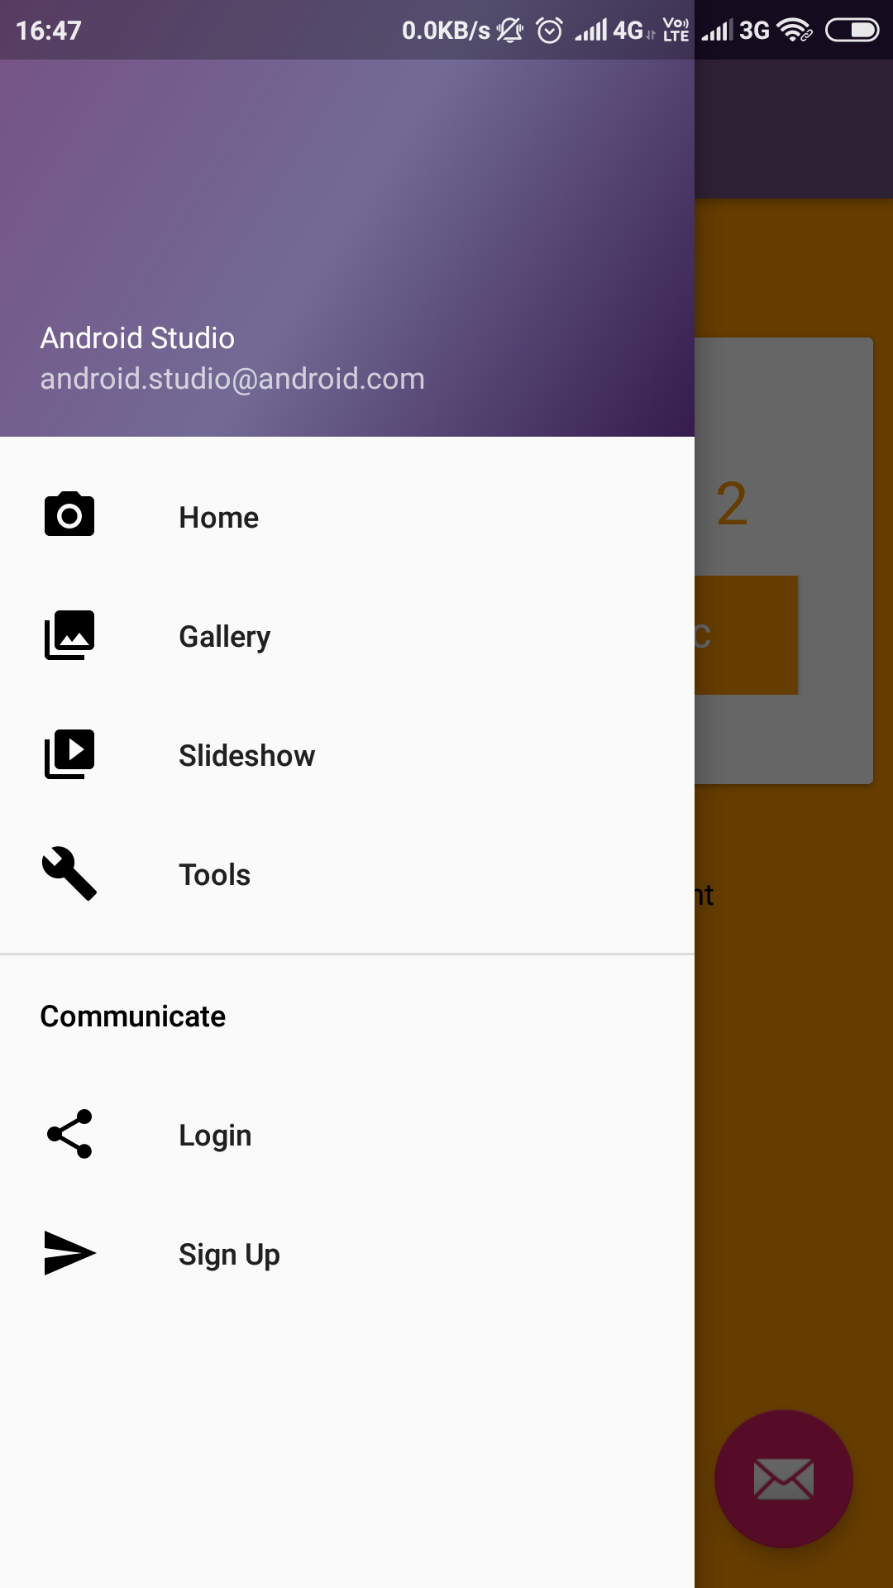 16:47 0.0KB/s 4G Vo) LTE 3G
Android Studio
android.studio@android.com
Home
2
Gallery
C
Slideshow
Tools
nt
Communicate
Login
Sign Up